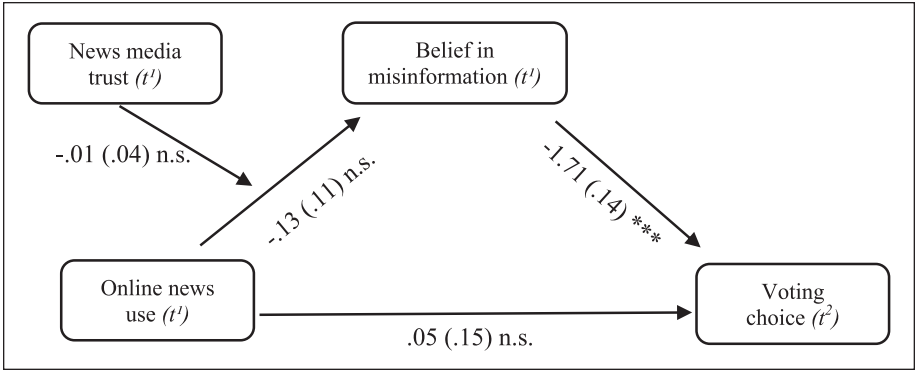 News media
trust (t¹)
Belief in
misinformation (t¹)
-.01 (.04) n.s.
-.13 (.11) n.s.
-1.71 (.14) ***
Online news
use (t¹)
Voting
choice (t²)
.05 (.15) n.s.